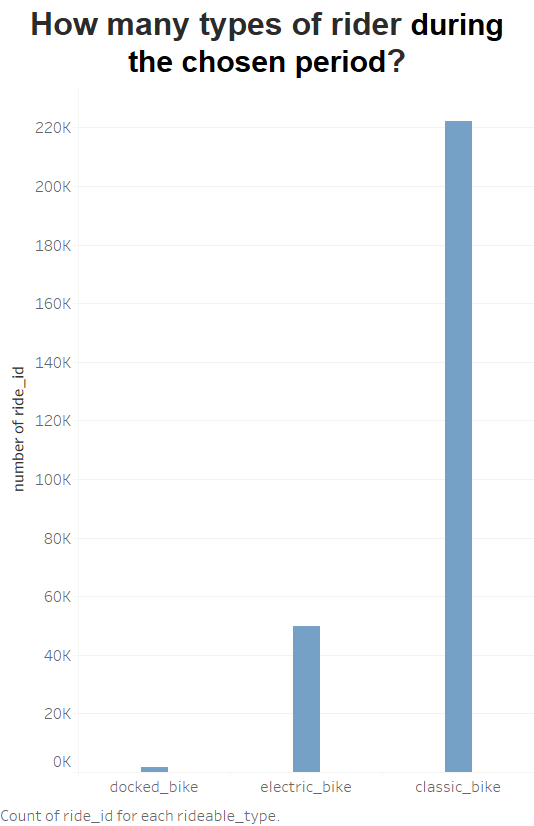 How many types of rider during
the chosen period?
220K
200K
180K
160K
140K
120K
100K
80K
60K
40K
20K
0K
number of ride_id
docked_bike electric_bike classic_bike
Count of ride_id for each rideable_type.